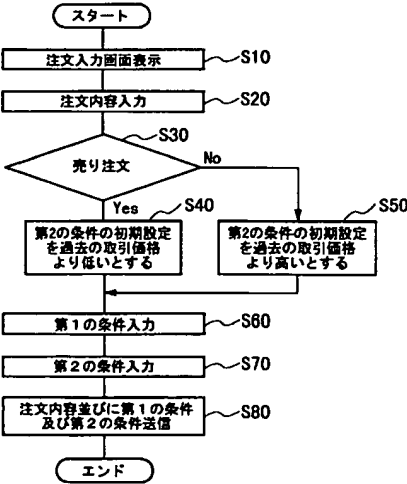 スタート
注文入力画面表示
S10
注文内容入力
S20
S30
売り注文
No
Yes
S40
第2の条件の初期設定
を過去の取引価格
より低いとする
S50
第2の条件の初期設定
を過去の取引価格
より高いとする
第1の条件入力
S60
第2の条件入力
S70
注文内容並びに第1の条件
及び第2の条件送信
S80
エンド